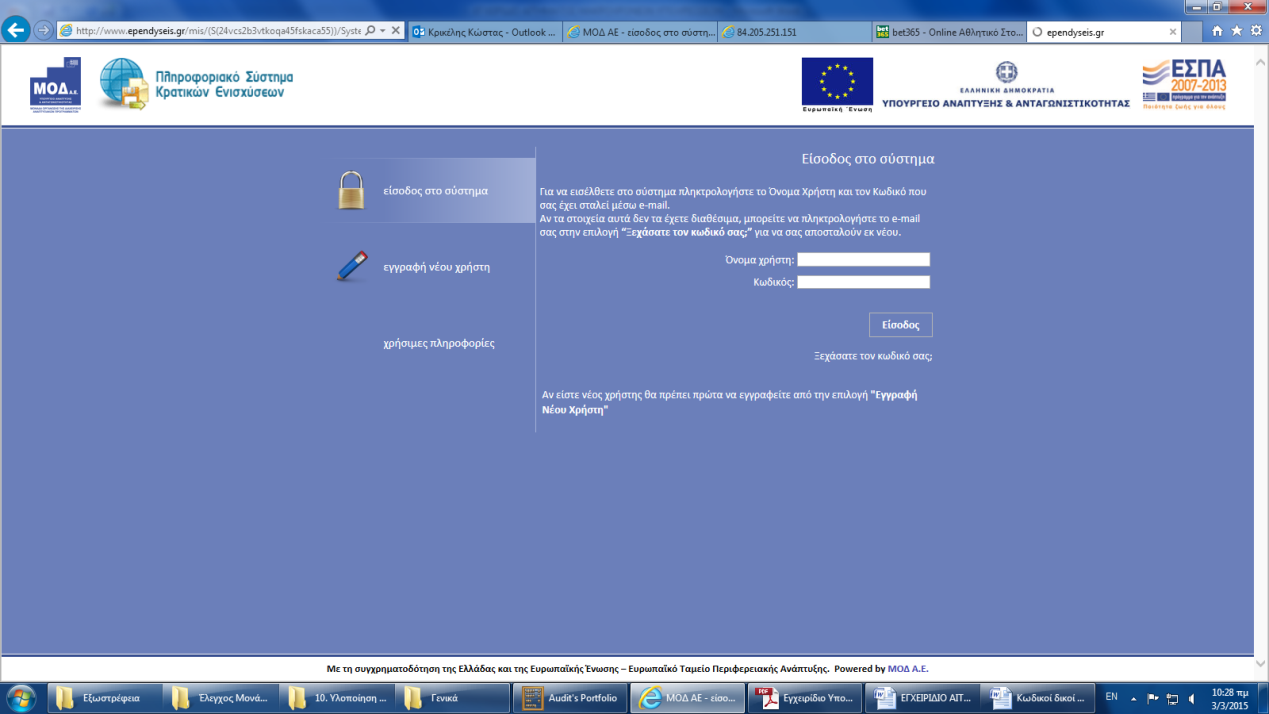 http://www.ependyseis.gr/mis/(S(24vcs2b3vtkoqa45fskaca55))/Syste
Κρικέλης Κώστας - Outlook ...
ΜΟΔ ΑΕ - είσοδος στο σύστη...
84.205.251.151
bet365 - Online Αθλητικό Στο...
ependyseis.gr
ΜΟΔ Α.Ε.
Πληροφοριακό Σύστημα
Κρατικών Ενισχύσεων
Ευρωπαϊκή Ένωση
ΕΛΛΗΝΙΚΗ ΔΗΜΟΚΡΑΤΙΑ
ΥΠΟΥΡΓΕΙΟ ΑΝΑΠΤΥΞΗΣ & ΑΝΤΑΓΩΝΙΣΤΙΚΟΤΗΤΑΣ
ΕΣΠΑ
2007-2013
Ποιότητα ζωής για όλους
Είσοδος στο σύστημα
είσοδος στο σύστημα
Για να εισέλθετε στο σύστημα πληκτρολογήστε το Όνομα Χρήστη και τον Κωδικό που
σας έχει σταλεί μέσω e-mail.
Αν τα στοιχεία αυτά δεν τα έχετε διαθέσιμα, μπορείτε να πληκτρολογήστε το e-mail
σας στην επιλογή “Ξεχάσατε τον κωδικό σας;” για να σας αποσταλούν εκ νέου.
εγγραφή νέου χρήστη
Όνομα χρήστη:
Κωδικός:
Είσοδος
χρήσιμες πληροφορίες
Ξεχάσατε τον κωδικό σας;
Αν είστε νέος χρήστης θα πρέπει πρώτα να εγγραφείτε από την επιλογή "Εγγραφή
Νέου Χρήστη"
Με τη συγχρηματοδότηση της Ελλάδας και της Ευρωπαϊκής Ένωσης – Ευρωπαϊκό Ταμείο Περιφερειακής Ανάπτυξης. Powered by ΜΟΔ Α.Ε.
Εξωστρέφεια
Έλεγχος Μονά...
10. Υλοποίηση ...
Γενικά
Audit's Portfolio
ΜΟΔ ΑΕ - είσο...
Εγχειρίδιο Υπο...
ΕΓΧΕΙΡΙΔΙΟ ΑΙΤ...
Κωδικοί δικοί ...
EN
10:28 πμ
3/3/2015